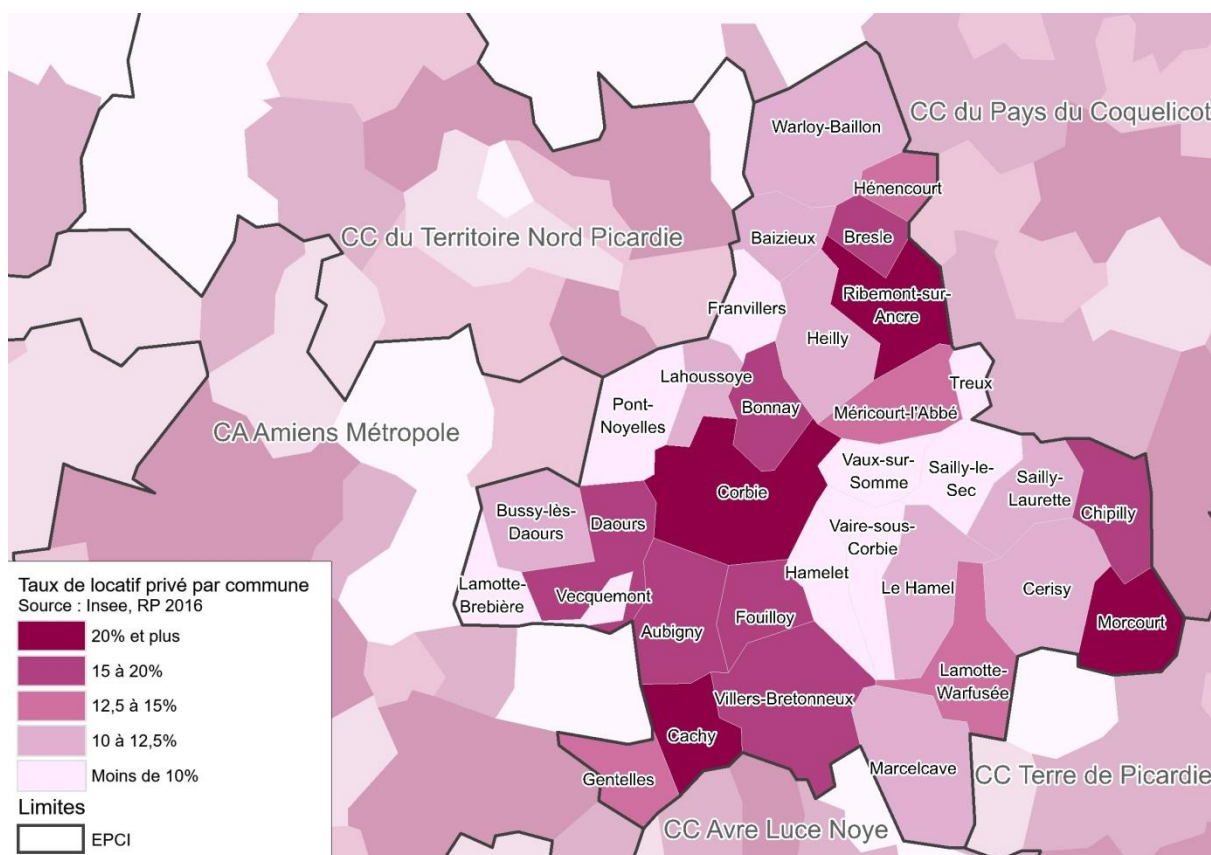 CC du Pays du Coquelicot
Warloy-Baillon
Hénencourt
CC du Territoire Nord Picardie
Baizieux
Bresle
Franvillers
Ribemont-sur-
Ancre
Heilly
Lahoussoye
Treux
Pont-
Noyelles
Bonnay
Méricourt-l'Abbé
CA Amiens Métropole
Vaux-sur-
Somme
Sailly-le-
Sec
Sailly-
Laurette
Corbie
Chipilly
Bussy-lès-
Daours
Daours
Vaire-sous-
Corbie
Hamelet
Le Hamel
Cerisy
Lamotte-
Brebière
Vecquemont
Aubigny
Fouilloy
Morcourt
Lamotte-
Warfusée
Villers-Bretonneux
Cachy
Marcelcave
Gentelles
CC Terre de Picardie
CC Avre Luce Noye
Taux de locatif privé par commune
Source : Insee, RP 2016
20% et plus
15 à 20%
12,5 à 15%
10 à 12,5%
Moins de 10%
Limites
EPCI